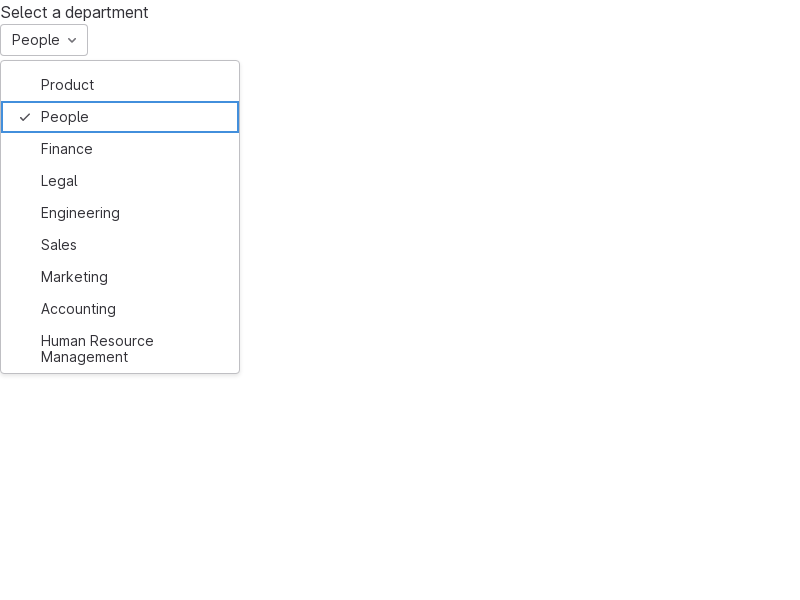 Select a department
People
Product
People
Finance
Legal
Engineering
Sales
Marketing
Accounting
Human Resource
Management